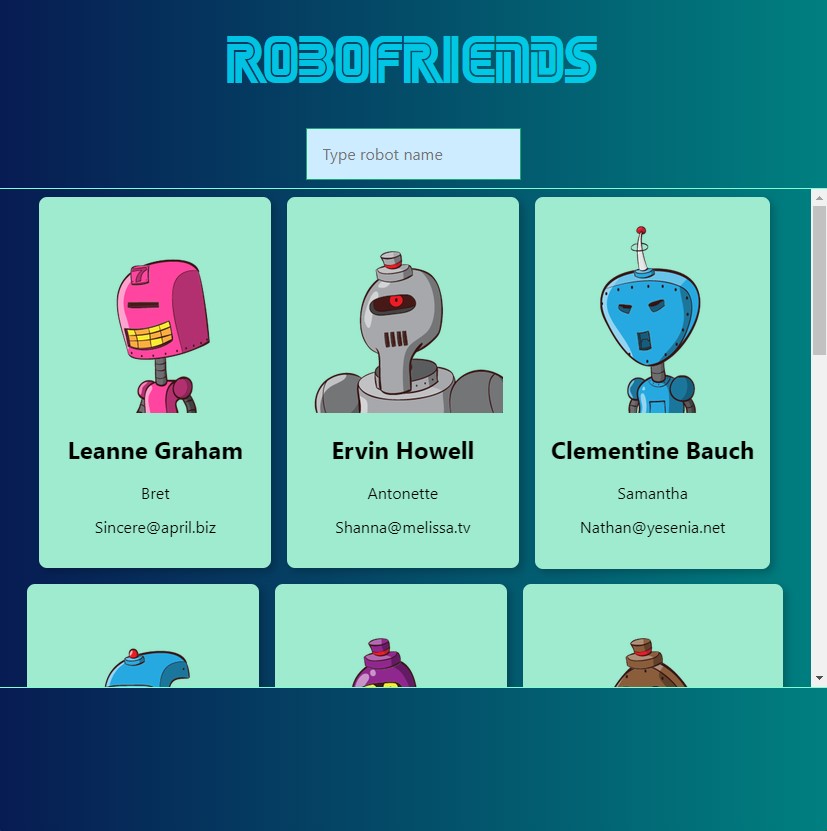 ROBOFRIENDS
Type robot name
7
Leanne Graham
Bret
Sincere@april.biz
Ervin Howell
Antonette
Shanna@melissa.tv
Clementine Bauch
Samantha
Nathan@yesenia.net